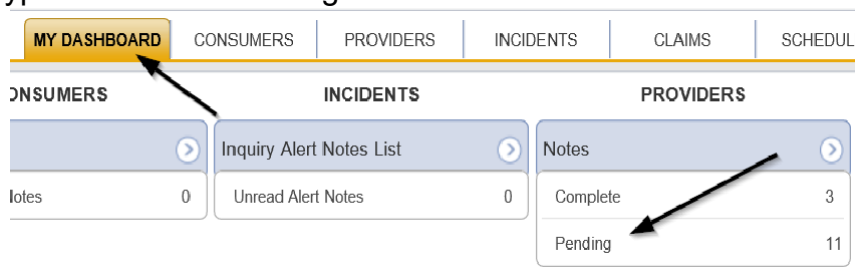 MY DASHBOARD CONSUMERS PROVIDERS INCIDENTS CLAIMS SCHEDUL
ONSUMERS INCIDENTS PROVIDERS
Inquiry Alert Notes List Notes
lotes 0 Unread Alert Notes 0 Complete 3
Pending 11